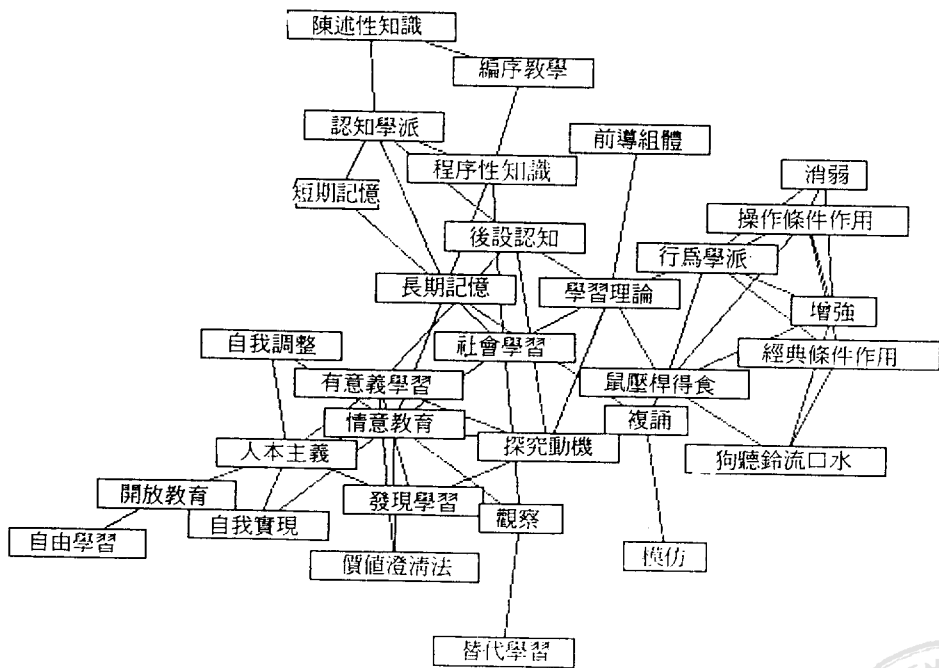 陳述性知識
編序教學
認知學派
前導組體
程序性知識
消弱
短期記憶
操作條件作用
後設認知
行爲學派
長期記憶
學習理論
增強
自我調整
社會學習
經典條件作用
有意義學習
鼠壓桿得食
情意教育
複誦
人本主義
探究動機
狗聽鈴流口水
開放教育
發現學習
自我實現
觀察
自由學習
價值澄清法
模仿
替代學習